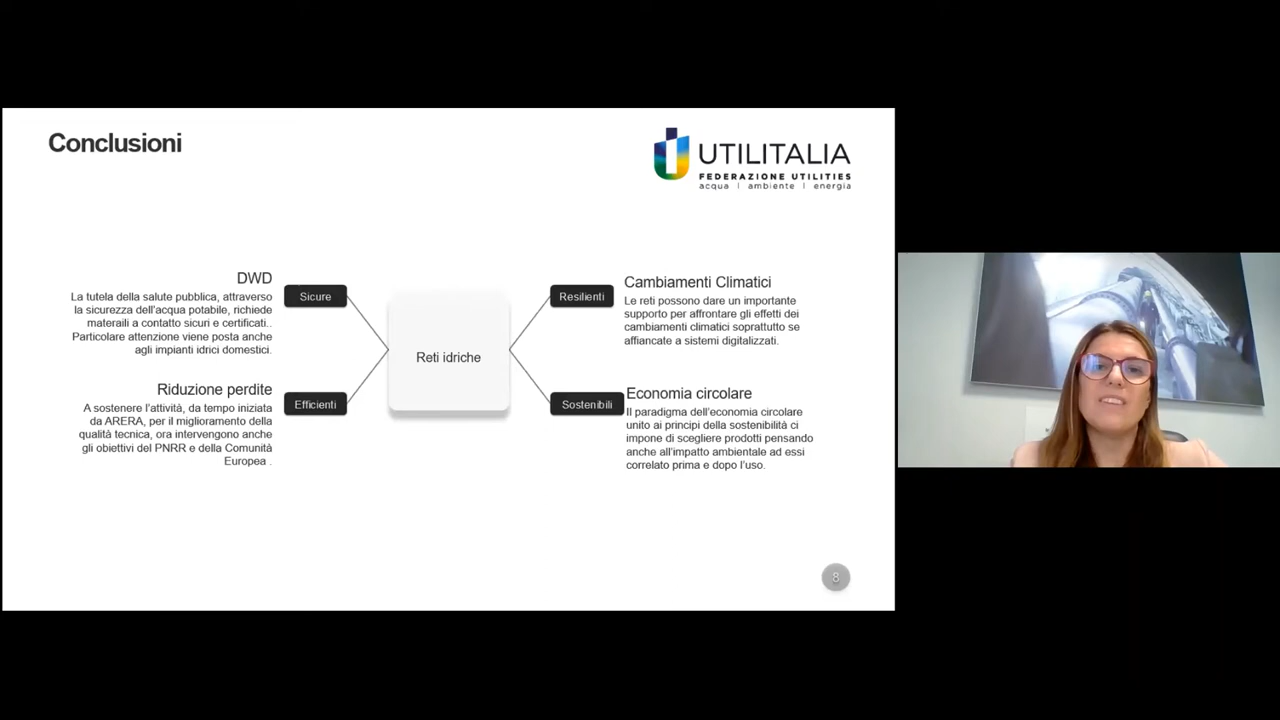 Conclusioni
UTILITALIA
FEDERAZIONE UTILITIES
acqua | ambiente | energia
DWD
La tutela della salute pubblica, attraverso
la sicurezza dell'acqua potabile, richiede
materaili a contatto sicuri e certificati..
Particolare attenzione viene posta anche
agli impianti idrici domestici.
Sicure
Riduzione perdite
A sostenere l'attività, da tempo iniziata
da ARERA, per il miglioramento della
qualità tecnica, ora intervengono anche
gli obiettivi del PNRR e della Comunità
Europea .
Efficienti
Reti idriche
Resilienti
Cambiamenti Climatici
Le reti possono dare un importante
supporto per affrontare gli effetti dei
cambiamenti climatici soprattutto se
affiancate a sistemi digitalizzati.
Sostenibili
Economia circolare
Il paradigma dell'economia circolare
unito ai principi della sostenibilità ci
impone di scegliere prodotti pensando
anche all'impatto ambientale ad essi
correlato prima e dopo l'uso.
8